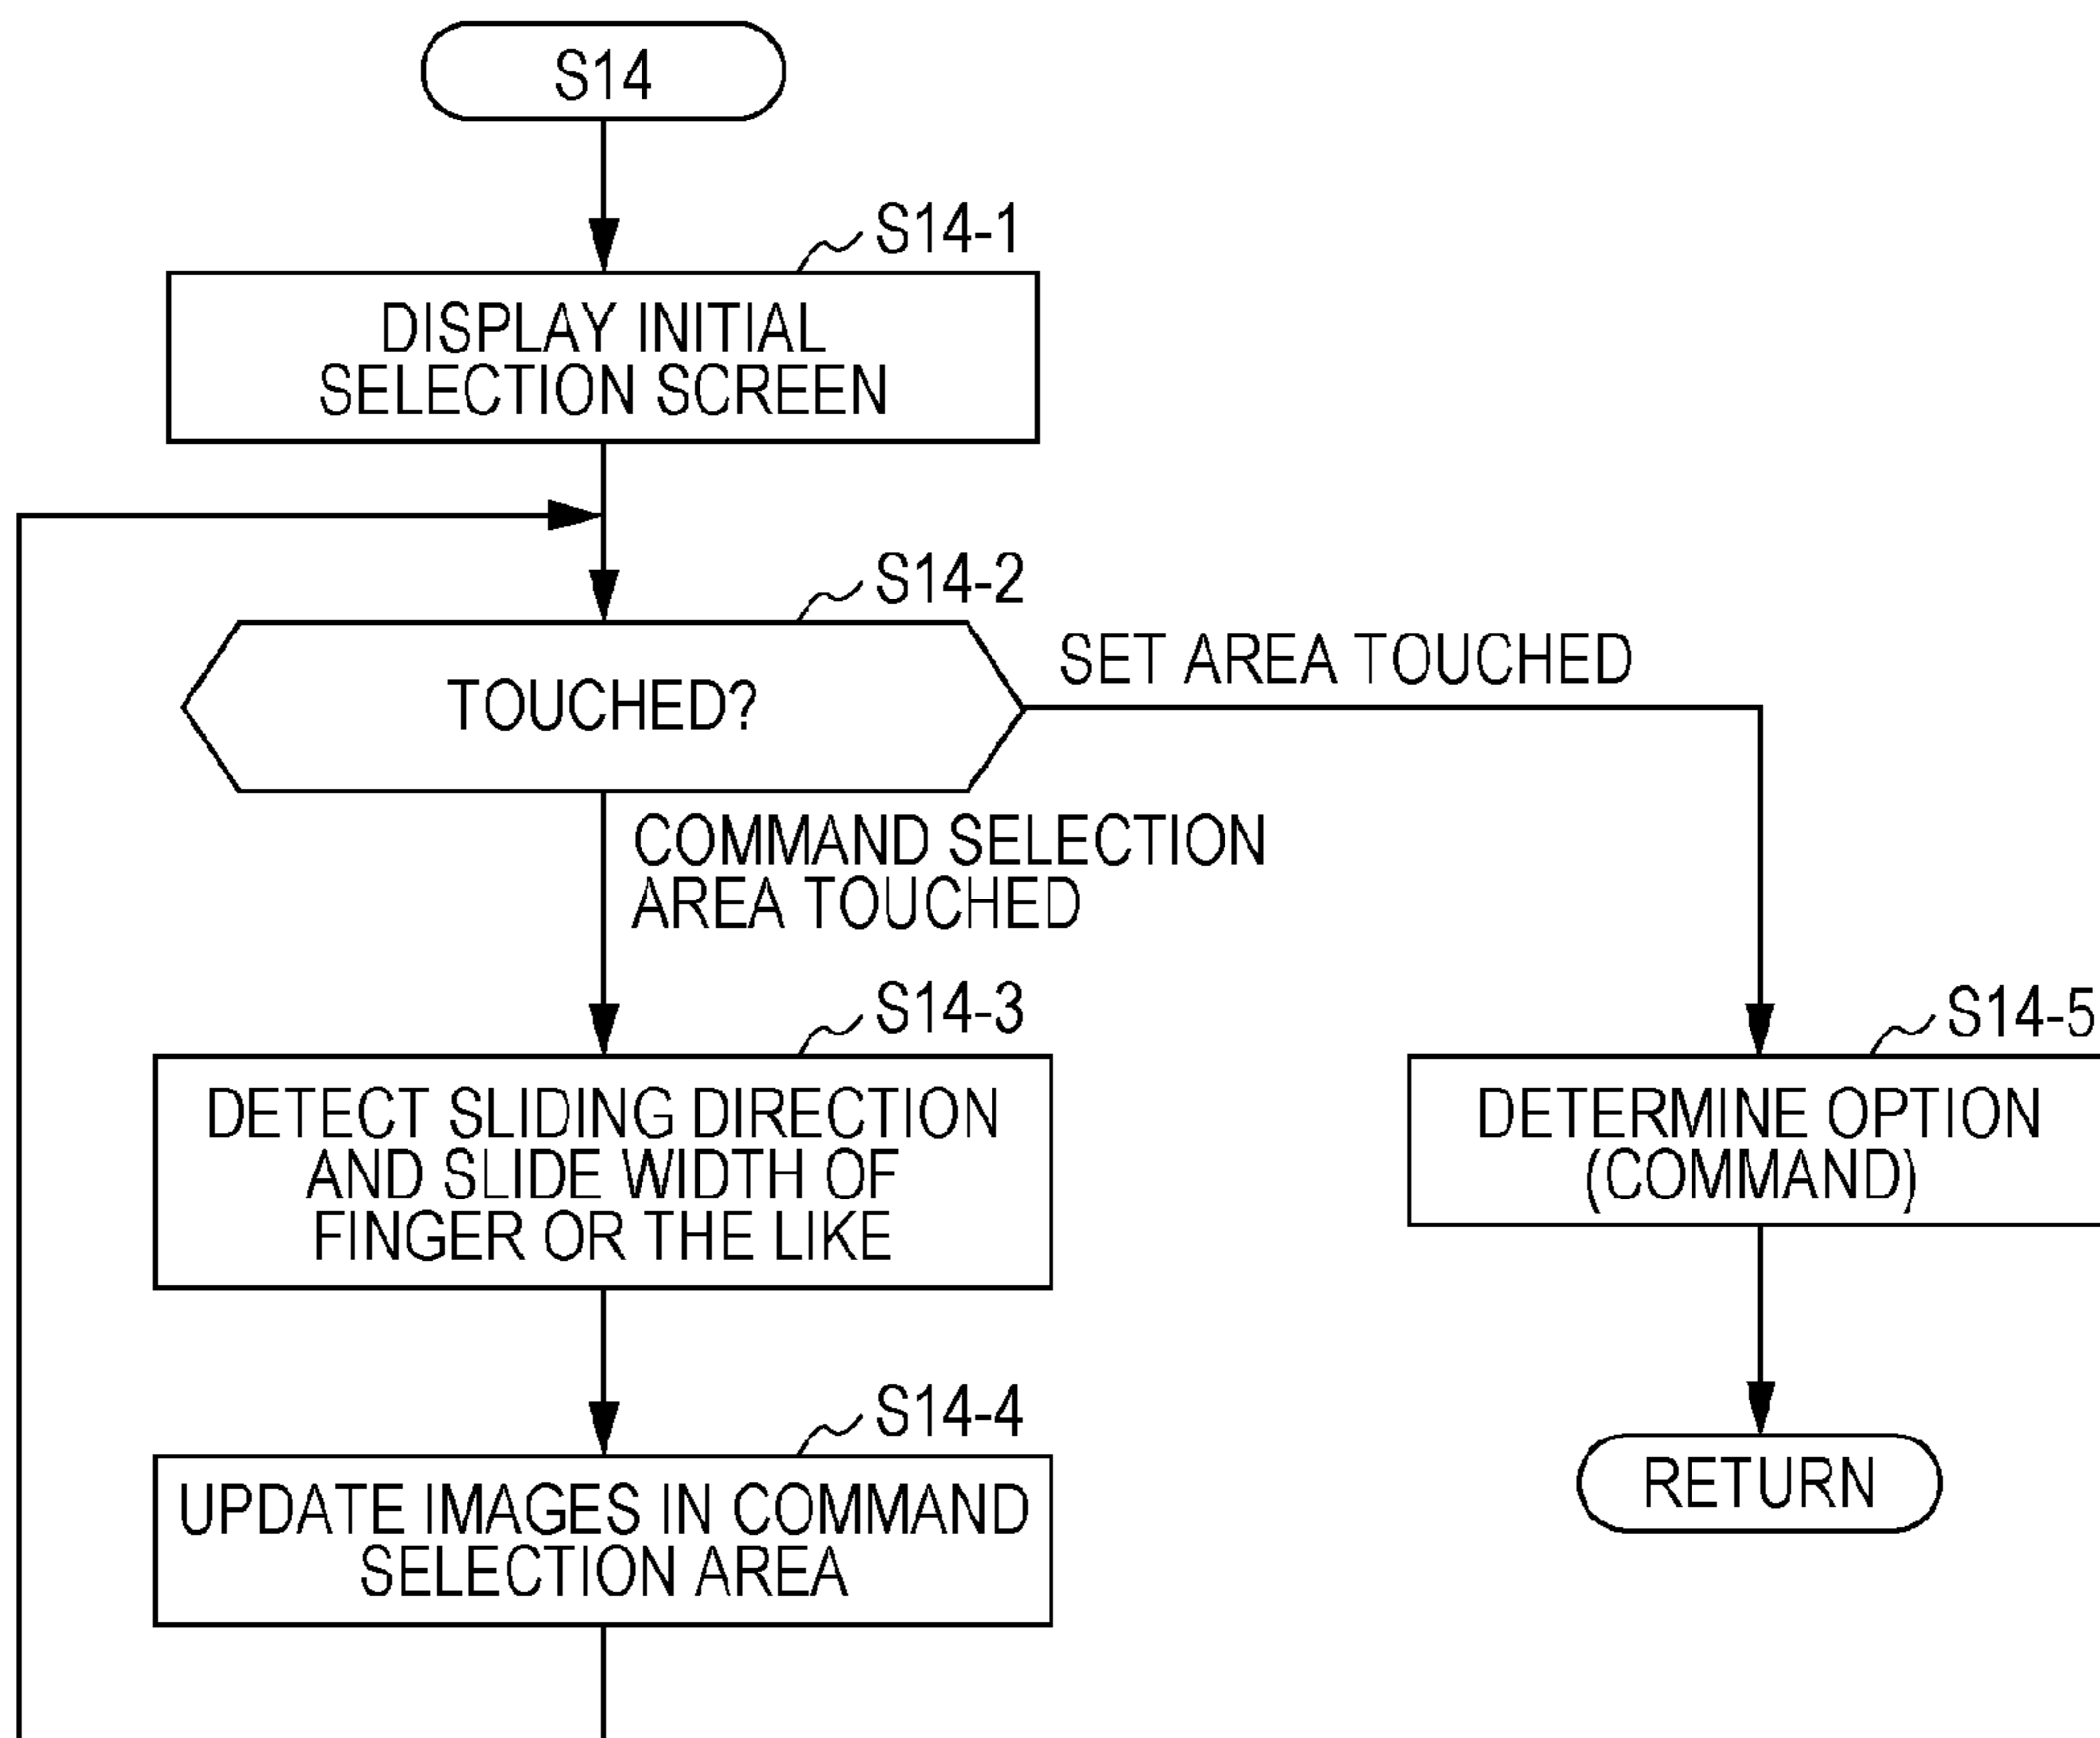 S14
S14-1
DISPLAY INITIAL
SELECTION SCREEN
S14-2
TOUCHED?
SET AREA TOUCHED
COMMAND SELECTION
AREA TOUCHED
S14-3
DETECT SLIDING DIRECTION
AND SLIDE WIDTH OF
FINGER OR THE LIKE
S14-5
DETERMINE OPTION
(COMMAND)
S14-4
UPDATE IMAGES IN COMMAND
SELECTION AREA
RETURN